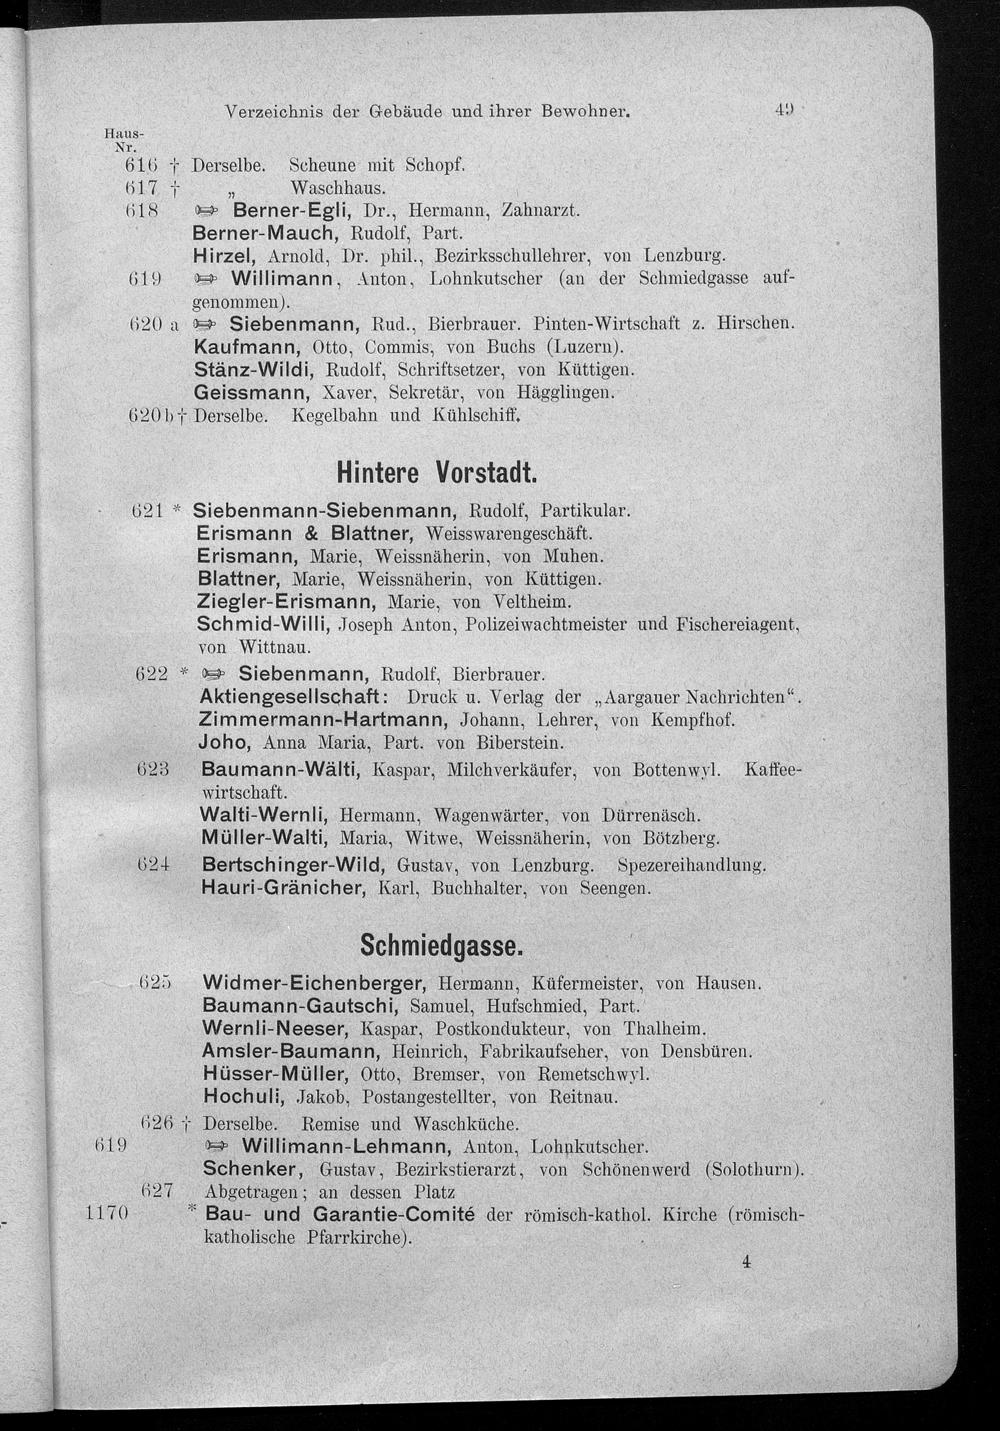 Verzeichnis der Gebäude und ihrer Bewohner. 49
Haus-
Nr.
616 † Derselbe. Scheune mit Schopf.
617 † „ Waschhaus.
618 Berner-Egli, Dr., Hermann, Zahnarzt.
Berner-Mauch, Rudolf, Part.
Hirzel, Arnold, Dr. phil., Bezirksschullehrer, von Lenzburg.
619 Willimann, Anton, Lohnkutscher (an der Schmiedgasse auf-
genommen).
620 a Siebenmann, Rud., Bierbrauer. Pinten-Wirtschaft z. Hirschen.
Kaufmann, Otto, Commis, von Buchs (Luzern).
Stänz-Wildi, Rudolf, Schriftsetzer, von Küttigen.
Geissmann, Xaver, Sekretär, von Hägglingen.
620 b † Derselbe. Kegelbahn und Kühlschiff.
Hintere Vorstadt.
621 * Siebenmann-Siebenmann, Rudolf, Partikular.
Erismann & Blattner, Weisswarengeschäft.
Erismann, Marie, Weissnäherin, von Muhen.
Blattner, Marie, Weissnäherin, von Küttigen.
Ziegler-Erismann, Marie, von Veltheim.
Schmid-Willi, Joseph Anton, Polizeiwachtmeister und Fischereiagent,
von Wittnau.
622 * Siebenmann, Rudolf, Bierbrauer.
Aktiengesellschaft: Druck u. Verlag der „Aargauer Nachrichten“.
Zimmermann-Hartmann, Johann, Lehrer, von Kempfhof.
Joho, Anna Maria, Part. von Biberstein.
623 Baumann-Wälti, Kaspar, Milchverkäufer, von Bottenwyl. Kaffee-
wirtschaft.
Walti-Wernli, Hermann, Wagenwärter, von Dürrenäsch.
Müller-Walti, Maria, Witwe, Weissnäherin, von Bötzberg.
624 Bertschinger-Wild, Gustav, von Lenzburg. Spezereihandlung.
Hauri-Gränicher, Karl, Buchhalter, von Seengen.
Schmiedgasse.
625 Widmer-Eichenberger, Hermann, Küfermeister, von Hausen.
Baumann-Gautschi, Samuel, Hufschmied, Part.
Wernli-Neeser, Kaspar, Postkondukteur, von Thalheim.
Amsler-Baumann, Heinrich, Fabrikaufseher, von Densbüren.
Hüsser-Müller, Otto, Bremser, von Remetschwyl.
Hochuli, Jakob, Postangestellter, von Reitnau.
626 † Derselbe. Remise und Waschküche.
619 Willimann-Lehmann, Anton, Lohnkutscher.
Schenker, Gustav, Bezirkstierarzt, von Schönenwerd (Solothurn).
627 Abgetragen; an dessen Platz
1170 * Bau- und Garantie-Comité der römisch-kathol. Kirche (römisch-
katholische Pfarrkirche).
4